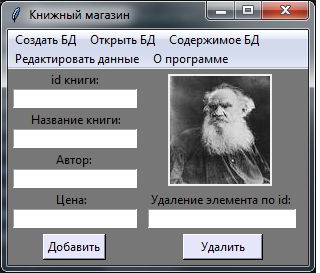 Книжный магазин
Создать БД Открыть БД Содержимое БД
Редактировать данные О программе
id книги:
Название книги:
Автор:
Цена:
Удаление элемента по id:
Добавить
Удалить